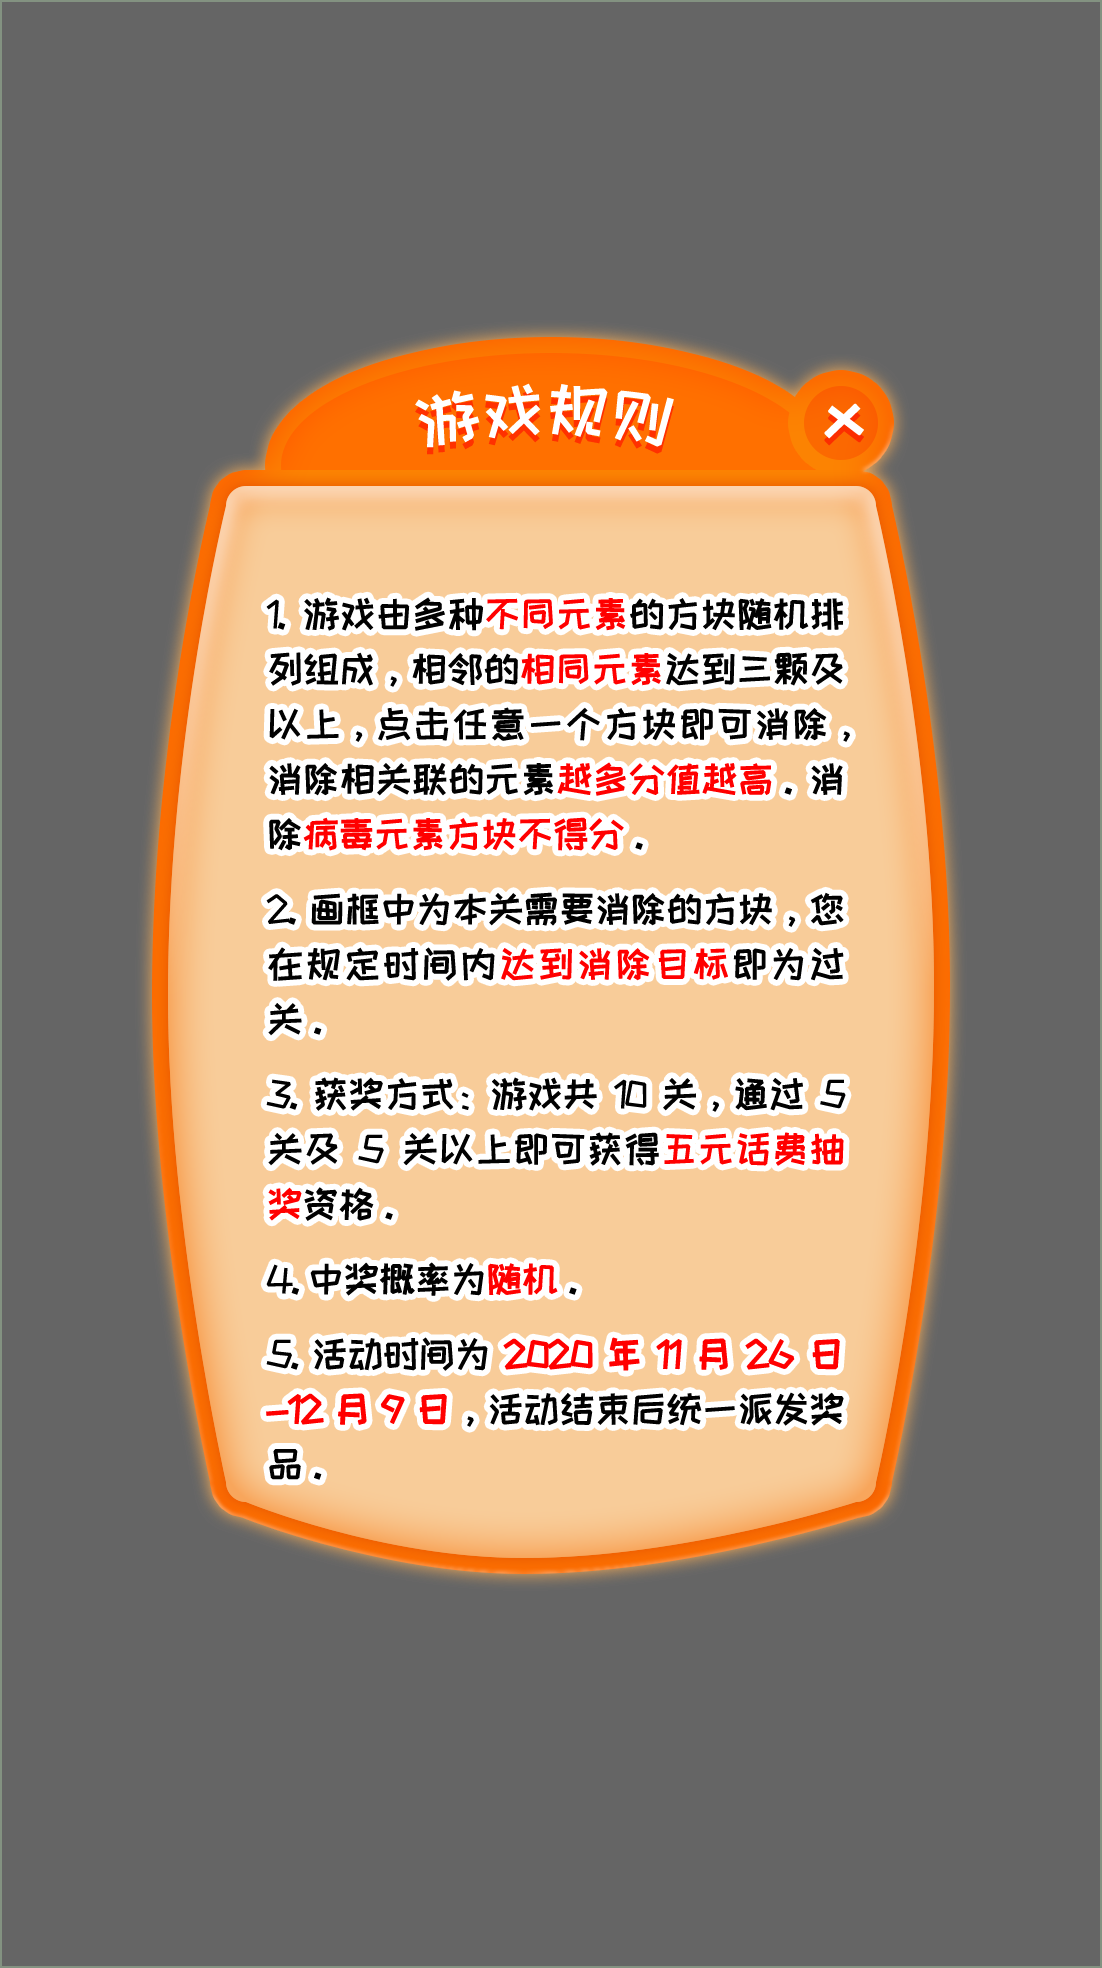 游戏规则
1. 游戏由多种不同元素的方块随机排
列组成，相邻的相同元素达到三颗及
以上，点击任意一个方块即可消除，
消除相关联的元素越多分值越高。消
除病毒元素方块不得分。
2. 画框中为本关需要消除的方块，您
在规定时间内达到消除目标即为过
关。
3. 获奖方式：游戏共 10 关，通过 5
关及 5 关以上即可获得五元话费抽
奖资格。
4. 中奖概率为随机。
5. 活动时间为 2020 年 11 月 26 日
-12 月 9 日，活动结束后统一派发奖
品。